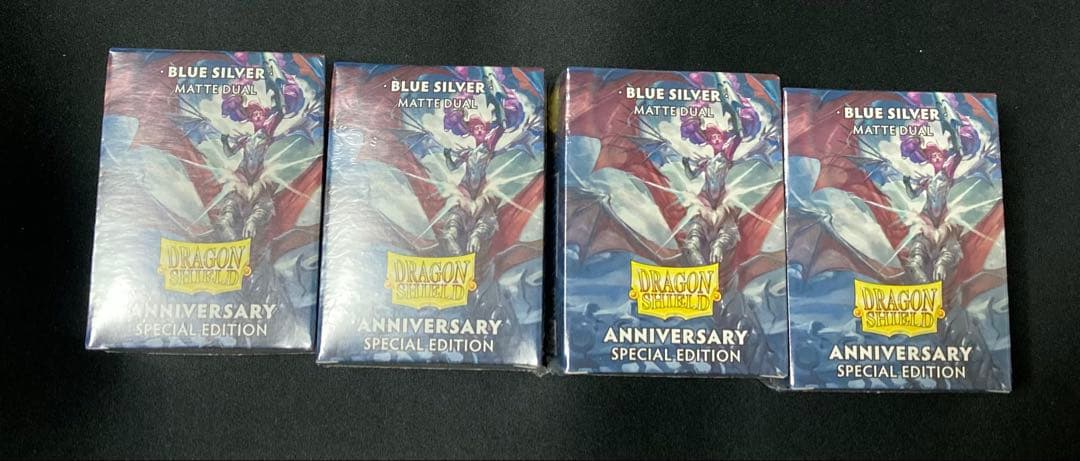 · BLUE SILVER ·
MATTE DUAL
DRAGON
SHIELD
ANNIVERSARY
SPECIAL EDITION
· BLUE SILVER ·
MATTE DUAL
DRAGON
SHIELD
ANNIVERSARY
SPECIAL EDITION
· BLUE SILVER ·
MATTE DUAL
DRAGON
SHIELD
ANNIVERSARY
SPECIAL EDITION
· BLUE SILVER ·
MATTE DUAL
DRAGON
SHIELD
ANNIVERSARY
SPECIAL EDITION